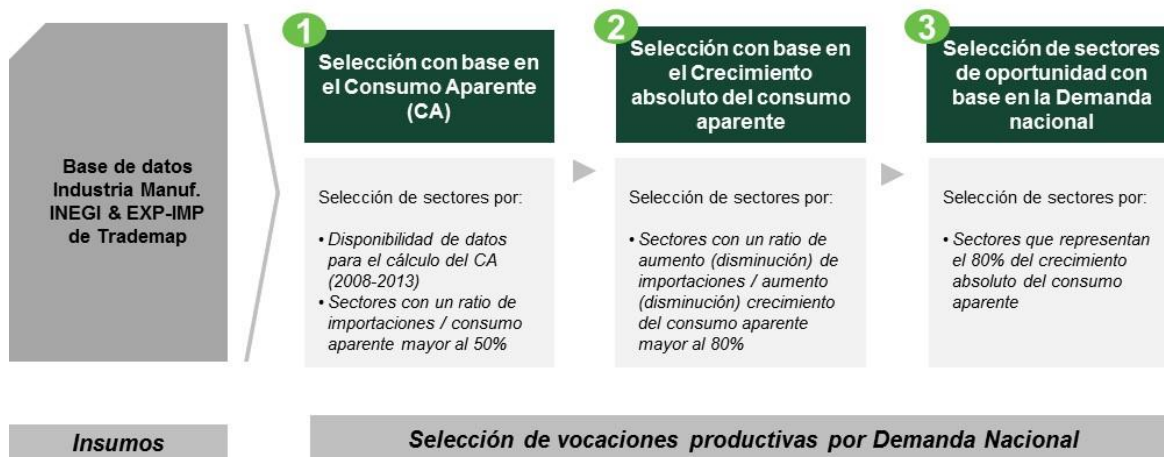 Base de datos
Industria Manuf.
INEGI & EXP-IMP
de Trademap
Insumos
1
Selección con base en
el Consumo Aparente
(CA)
Selección de sectores por:
• Disponibilidad de datos
para el cálculo del CA
(2008-2013)
• Sectores con un ratio de
importaciones / consumo
aparente mayor al 50%
2
Selección con base en
el Crecimiento
absoluto del consumo
aparente
Selección de sectores por:
• Sectores con un ratio de
aumento (disminución) de
importaciones / aumento
(disminución) crecimiento
del consumo aparente
mayor al 80%
3
Selección de sectores
de oportunidad con
base en la Demanda
nacional
Selección de sectores por:
• Sectores que representan
el 80% del crecimiento
absoluto del consumo
aparente
Selección de vocaciones productivas por Demanda Nacional